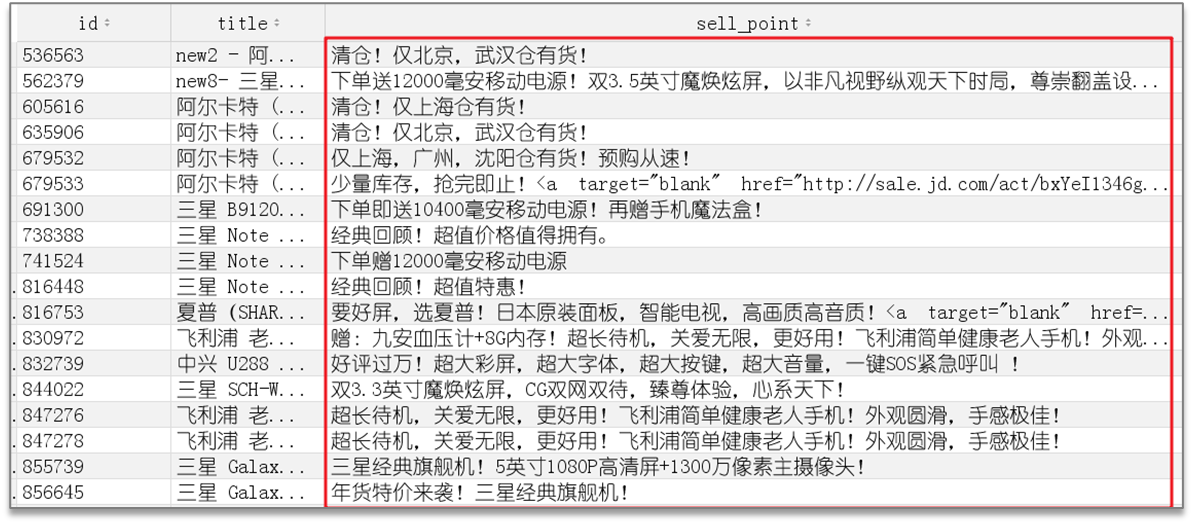 id title sell_point
536563 new2 - 阿... 清仓！仅北京，武汉仓有货！
562379 new8- 三星... 下单送12000毫安移动电源！双3.5英寸魔焕炫屏，以非凡视野纵观天下时局，尊崇翻盖设...
605616 阿尔卡特 (... 清仓！仅上海仓有货！
635906 阿尔卡特 (... 清仓！仅北京，武汉仓有货！
679532 阿尔卡特 (... 仅上海，广州，沈阳仓有货！预购从速！
679533 阿尔卡特 (... 少量库存，抢完即止！<a target="blank" href="http://sale.jd.com/act/bxYeI1346g...
691300 三星 B9120... 下单即送10400毫安移动电源！再赠手机魔法盒！
738388 三星 Note ... 经典回顾！超值价格值得拥有。
741524 三星 Note ... 下单赠12000毫安移动电源
816448 三星 Note ... 经典回顾！超值特惠！
816753 夏普 (SHAR... 要好屏，选夏普！日本原装面板，智能电视，高画质高音质！<a target="blank" href=...
830972 飞利浦 老... 赠：九安血压计+8G内存！超长待机，关爱无限，更好用！飞利浦简单健康老人手机！外观...
832739 中兴 U288 ... 好评过万！超大彩屏，超大字体，超大按键，超大音量，一键SOS紧急呼叫 ！
844022 三星 SCH-W... 双3.3英寸魔焕炫屏，CG双网双待，臻尊体验，心系天下！
847276 飞利浦 老... 超长待机，关爱无限，更好用！飞利浦简单健康老人手机！外观圆滑，手感极佳！
847278 飞利浦 老... 超长待机，关爱无限，更好用！飞利浦简单健康老人手机！外观圆滑，手感极佳！
855739 三星 Galax... 三星经典旗舰机！5英寸1080P高清屏+1300万像素主摄像头！
856645 三星 Galax... 年货特价来袭！三星经典旗舰机！